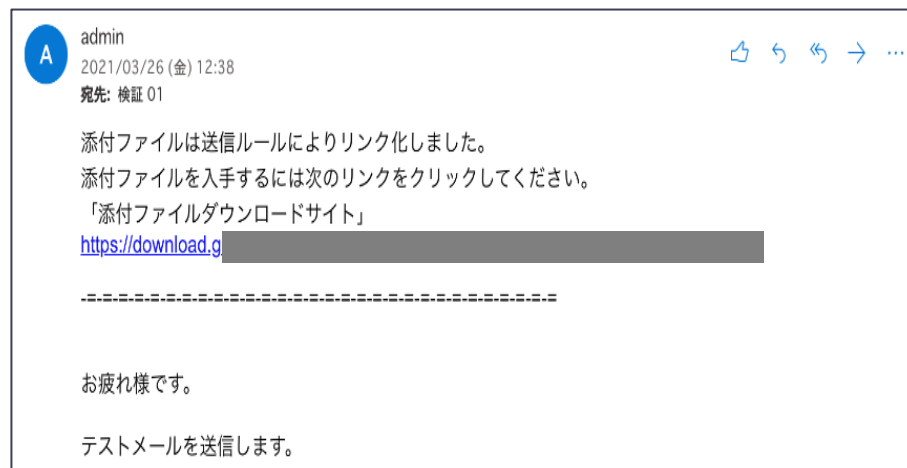 A
admin
2021/03/26 (金) 12:38
宛先: 検証 01
添付ファイルは送信ルールによりリンク化しました。
添付ファイルを入手するには次のリンクをクリックしてください。
「添付ファイルダウンロードサイト」
https://download.g
-=-=-=-=-=-=-=-=-=-=-=-=-=-=-=-=-=-=-=-=-=-=-=-=-=-=-=-=-=-=
お疲れ様です。
テストメールを送信します。